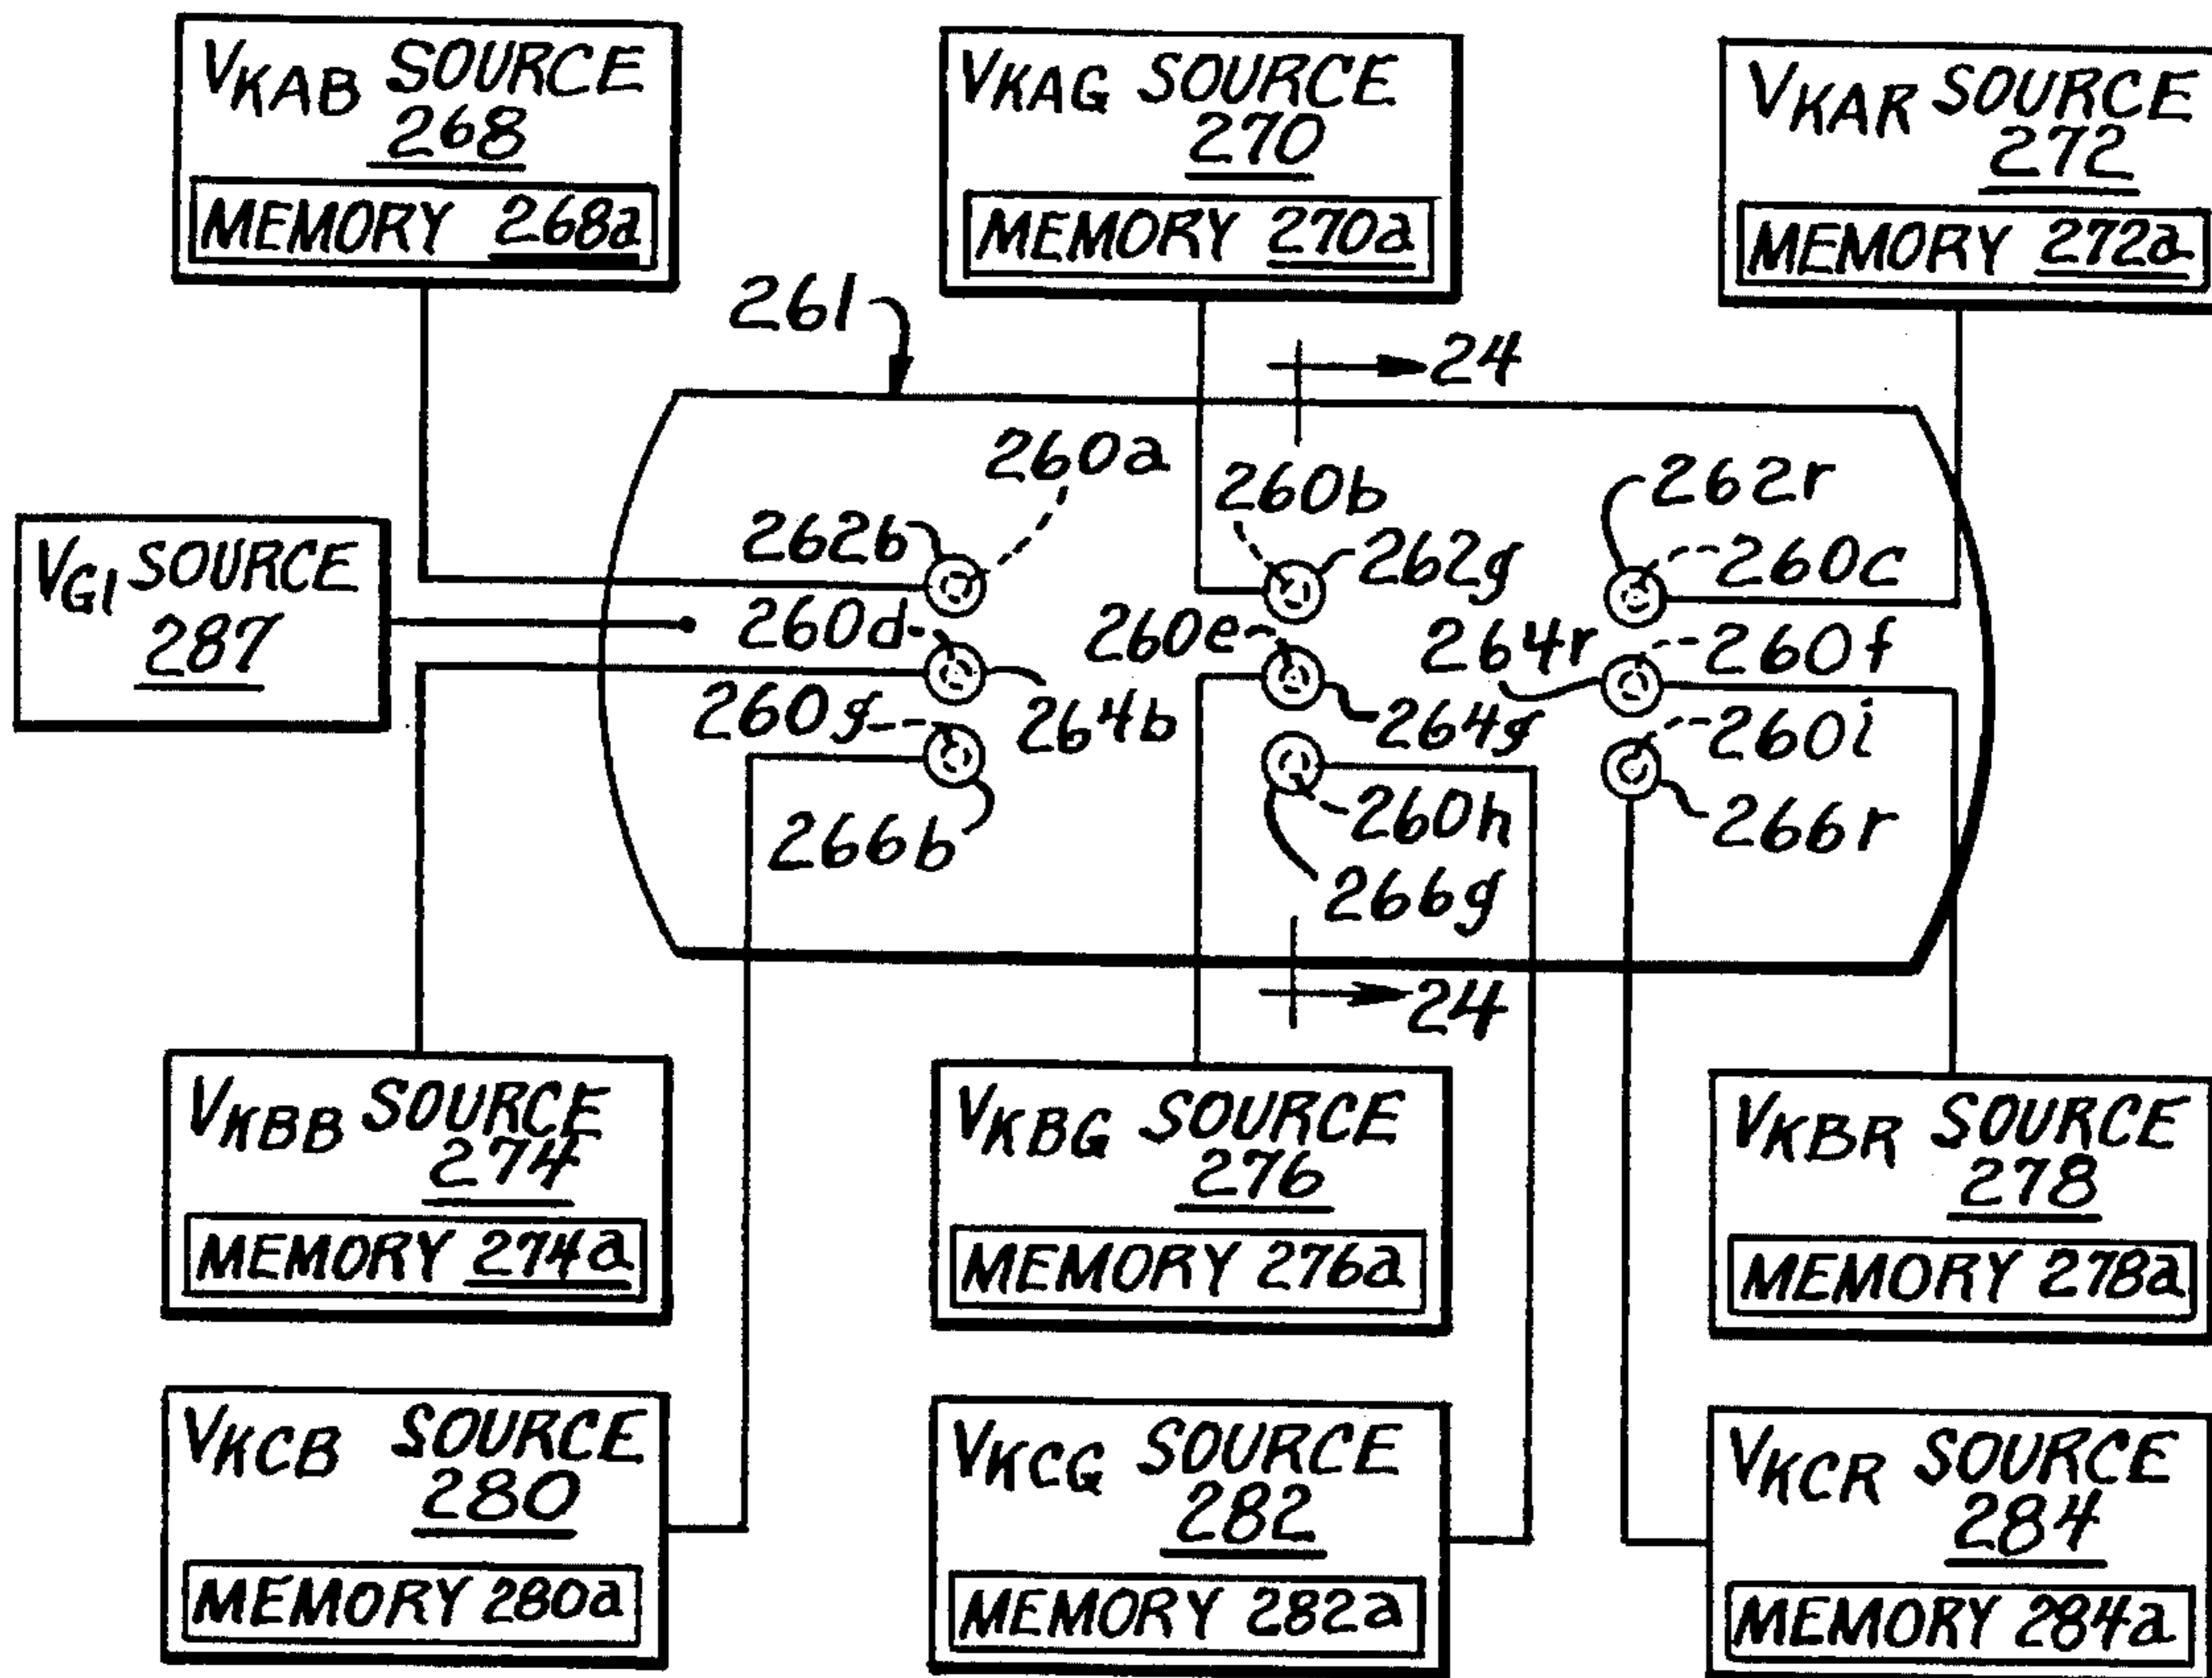 VKAB SOURCE
268
MEMORY 268a
VKAG SOURCE
270
MEMORY 270a
VKAR SOURCE
272
MEMORY 272a
261
24
260a
260b
262r
262b
262g
260c
VG1 SOURCE
287
260d
260e
264r
260f
260g
264b
264g
260i
266b
260h
266r
266g
24
VKBB SOURCE
274
MEMORY 274a
VKBG SOURCE
276
MEMORY 276a
VKBR SOURCE
278
MEMORY 278a
VKCB SOURCE
280
MEMORY 280a
VKCG SOURCE
282
MEMORY 282a
VKCR SOURCE
284
MEMORY 284a